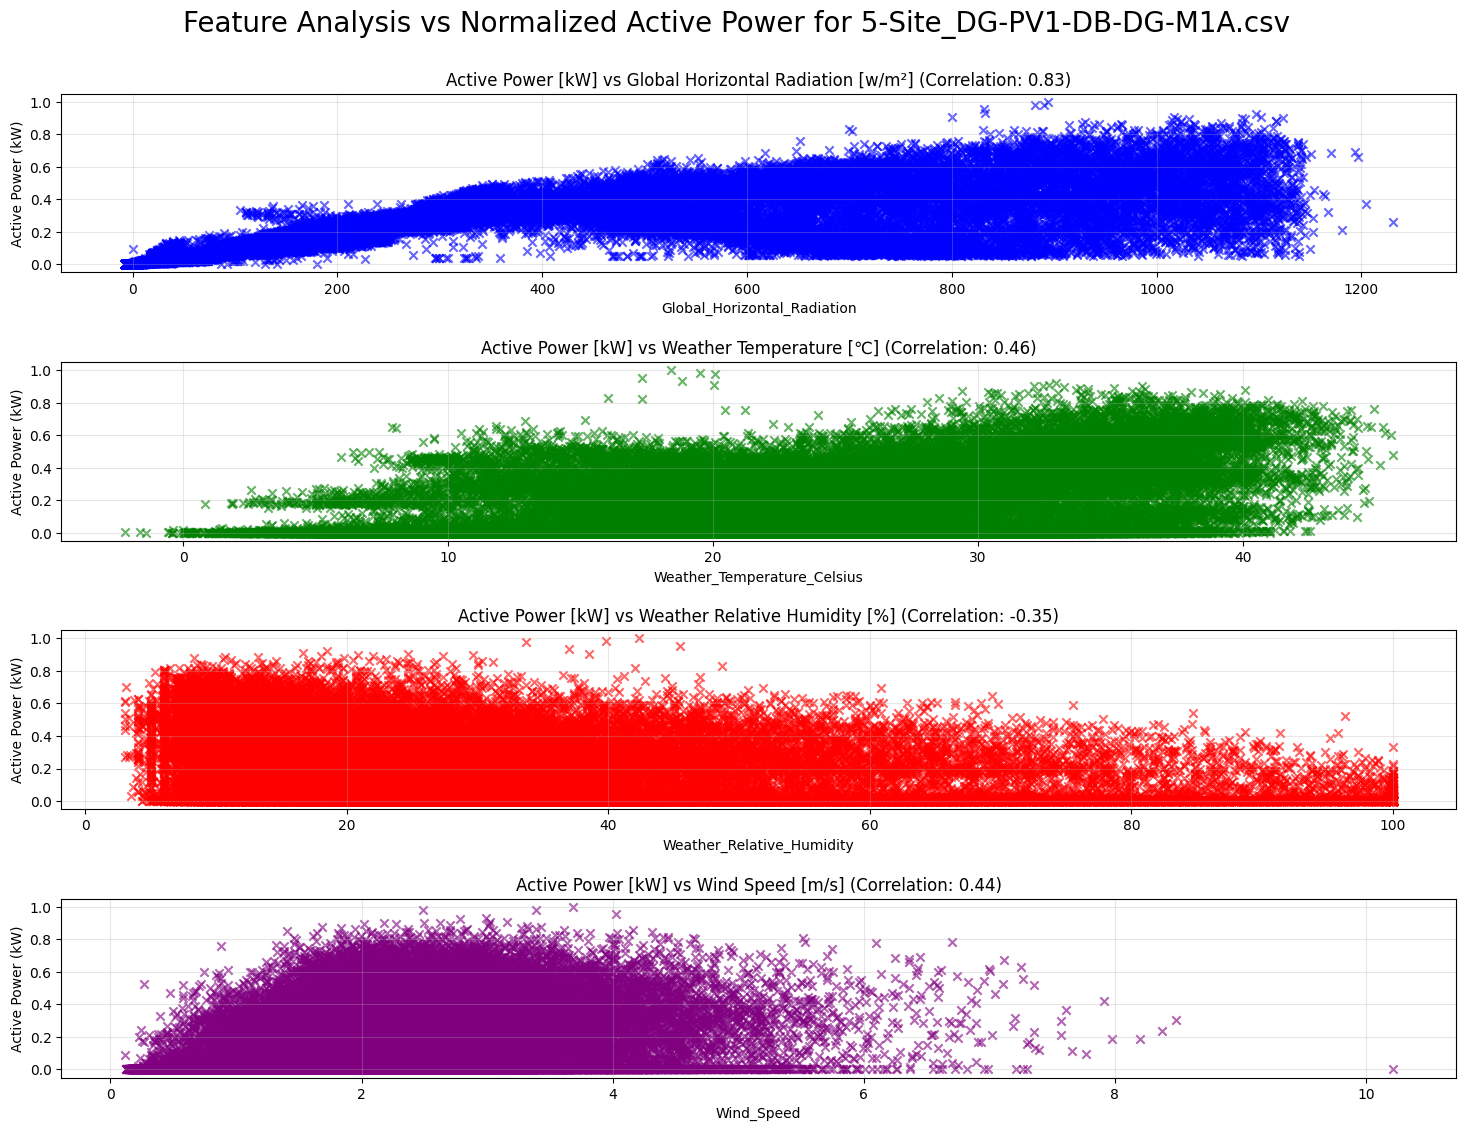 Feature Analysis vs Normalized Active Power for 5-Site_DG-PV1-DB-DG-M1A.csv
Active Power [kW] vs Global Horizontal Radiation [w/m²] (Correlation: 0.83)
Active Power (kW)
1.0
0.8
0.6
0.4
0.2
0.0
0 200 400 600 800 1000 1200
Global_Horizontal_Radiation
Active Power [kW] vs Weather Temperature [℃] (Correlation: 0.46)
Active Power (kW)
1.0
0.8
0.6
0.4
0.2
0.0
0 10 20 30 40
Weather_Temperature_Celsius
Active Power [kW] vs Weather Relative Humidity [%] (Correlation: -0.35)
Active Power (kW)
1.0
0.8
0.6
0.4
0.2
0.0
0 20 40 60 80 100
Weather_Relative_Humidity
Active Power [kW] vs Wind Speed [m/s] (Correlation: 0.44)
Active Power (kW)
1.0
0.8
0.6
0.4
0.2
0.0
0 2 4 6 8 10
Wind_Speed